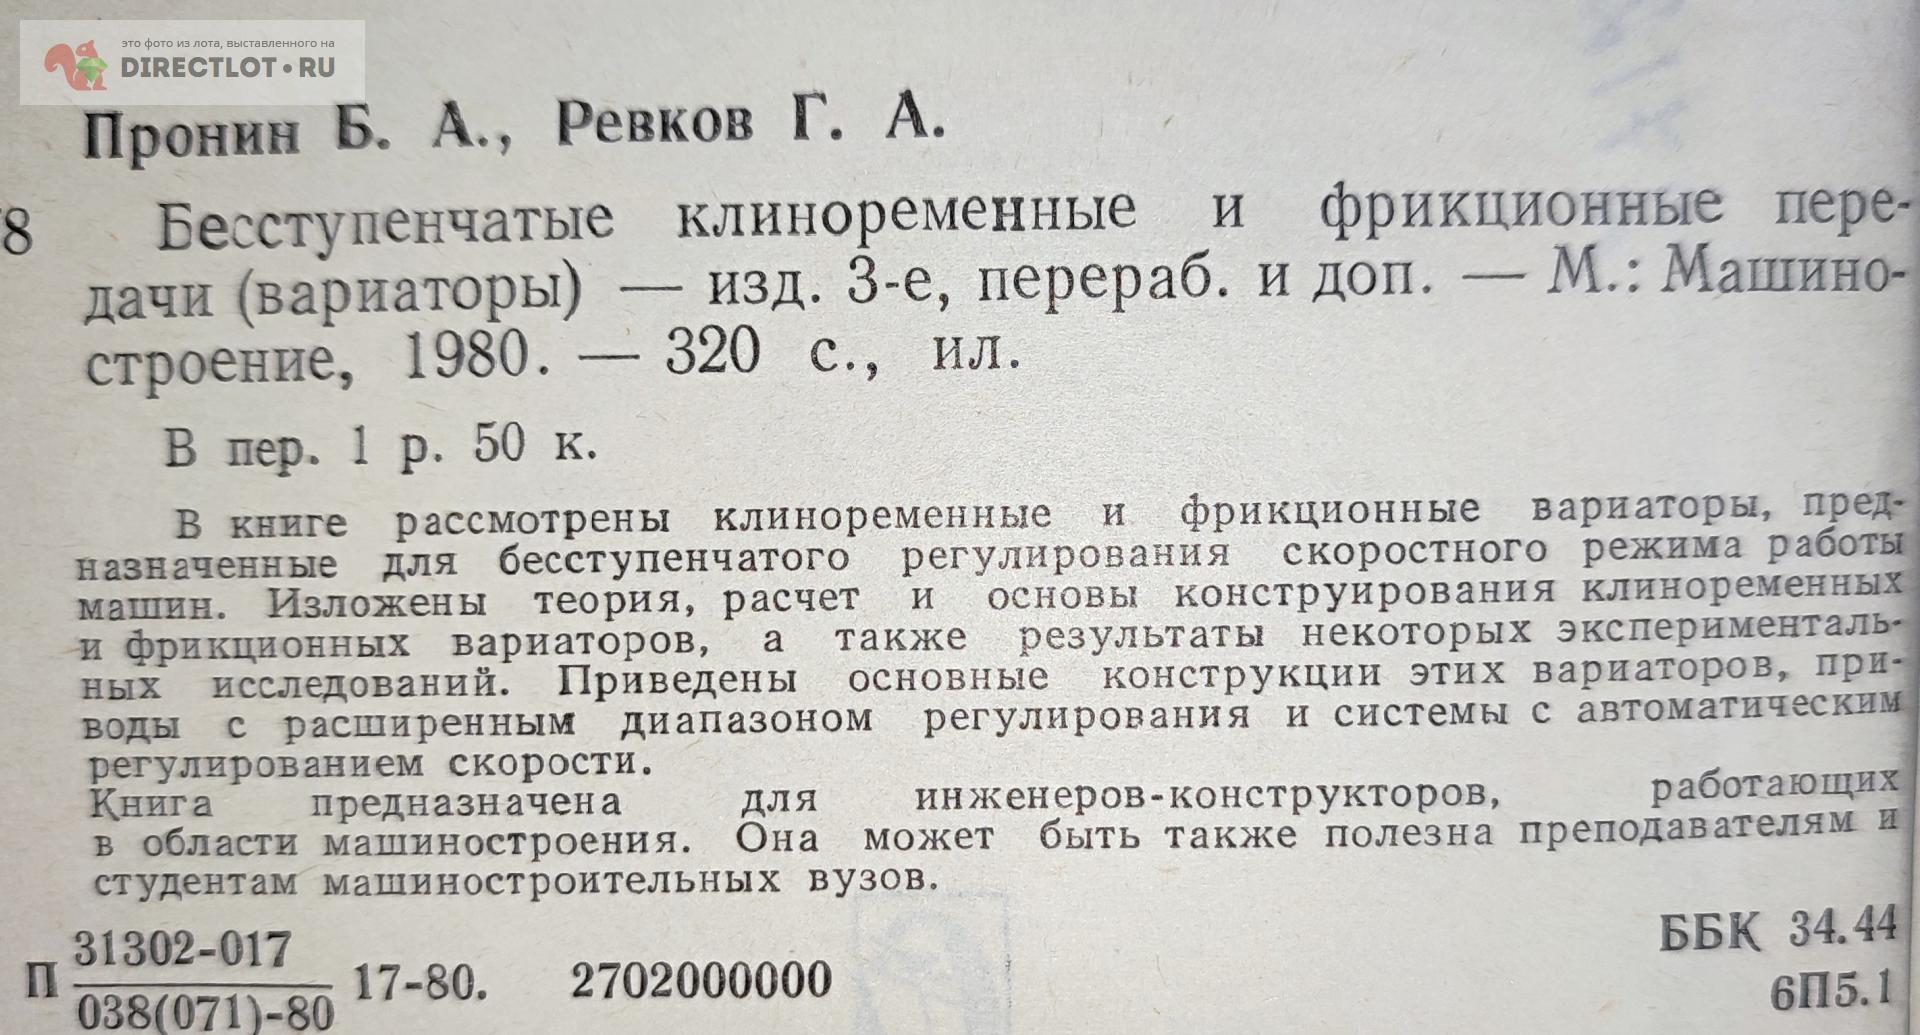 это фото из лота, выставленного на
DIRECTLOT•RU
Пронин Б. А., Ревков Г. А.
8 Бесступенчатые клиноременные и фрикционные пере-
дачи (вариаторы) — изд. 3-е, перераб. и доп. — М.: Машино-
строение, 1980. — 320 с., ил.
В пер. 1 р. 50 к.
В книге рассмотрены клиноременные и фрикционные вариаторы, пред-
назначенные для бесступенчатого регулирования скоростного режима работы
машин. Изложены теория, расчет и основы конструирования клиноременных
и фрикционных вариаторов, а также результаты некоторых эксперименталь-
ных исследований. Приведены основные конструкции этих вариаторов, при-
воды с расширенным диапазоном регулирования и системы с автоматическим
регулированием скорости.
Книга предназначена для инженеров-конструкторов, работающих
в области машиностроения. Она может быть также полезна преподавателям и
студентам машиностроительных вузов.
П 31302-017
038(071)-80 17-80. 2702000000
ББК 34.44
6П5.1